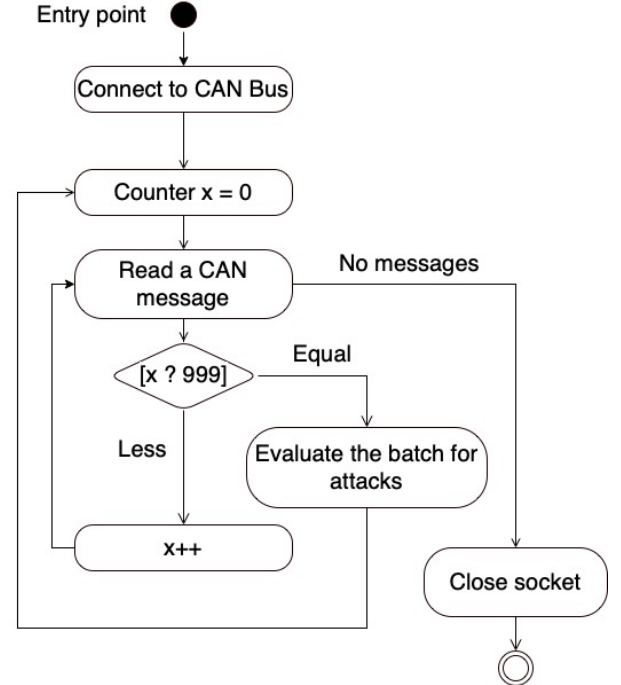 Entry point
Connect to CAN Bus
Counter x = 0
Read a CAN
message
No messages
[x ? 999]
Equal
Less
Evaluate the batch for
attacks
x++
Close socket